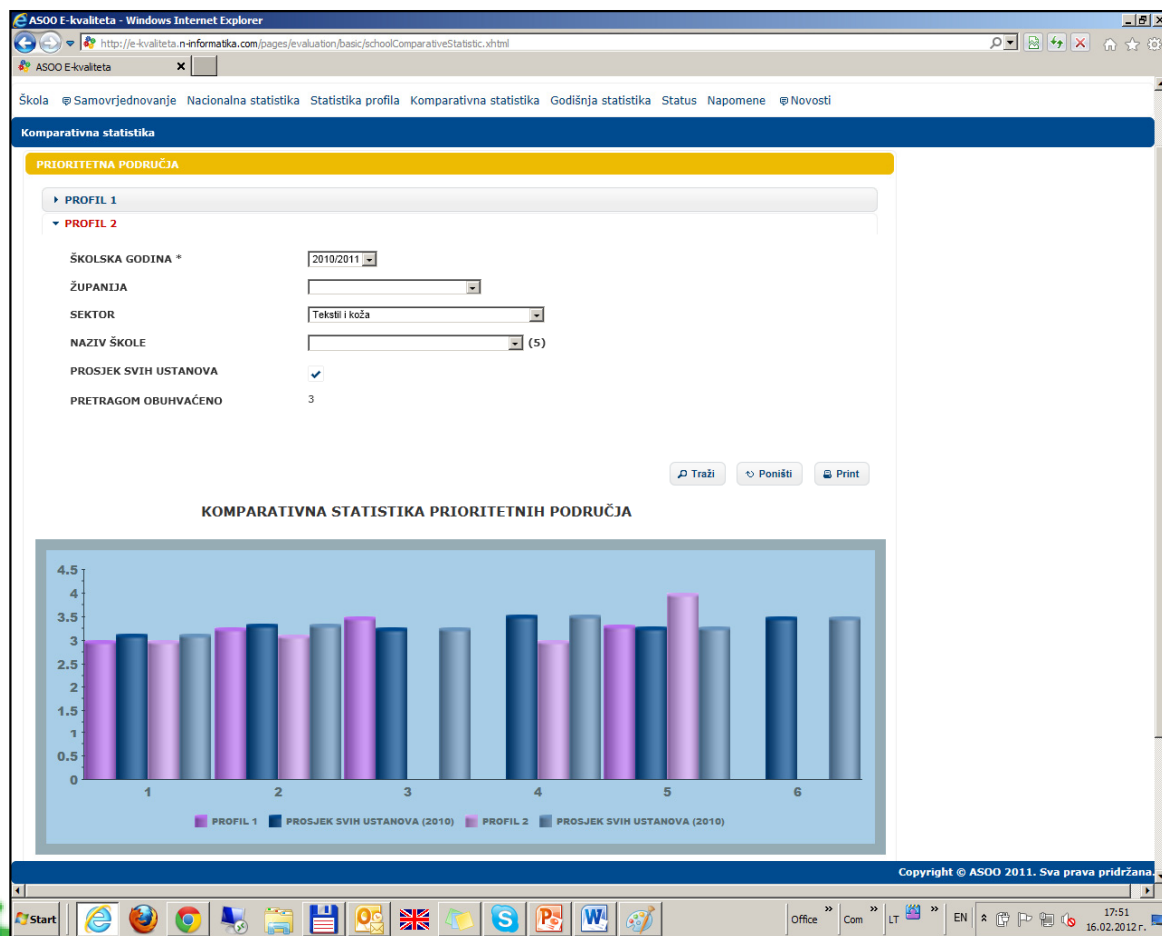 ASOO E-kvaliteta - Windows Internet Explorer
http://e-kvaliteta.n-informatika.com/pages/evaluation/basic/schoolComparativeStatistic.xhtml
ASOO E-kvaliteta
Škola Samovrjednovanje Nacionalna statistika Statistika profila Komparativna statistika Godišnja statistika Status Napomene Novosti
Komparativna statistika
PRIORITETNA PODRUČJA
PROFIL 1
PROFIL 2
ŠKOLSKA GODINA * 2010/2011
ŽUPANIJA
SEKTOR Tekstil i koža
NAZIV ŠKOLE (5)
PROSJEK SVIH USTANOVA
PRETRAGOM OBUHVAĆENO 3
Traži Poništi Print
KOMPARATIVNA STATISTIKA PRIORITETNIH PODRUČJA
4.5
4
3.5
3
2.5
2
1.5
1
0.5
0
1 2 3 4 5 6
PROFIL 1 PROSJEK SVIH USTANOVA (2010) PROFIL 2 PROSJEK SVIH USTANOVA (2010)
Copyright © ASOO 2011. Sva prava pridržana.
Start Office » Com » LT » EN 17:51
16.02.2012 г.